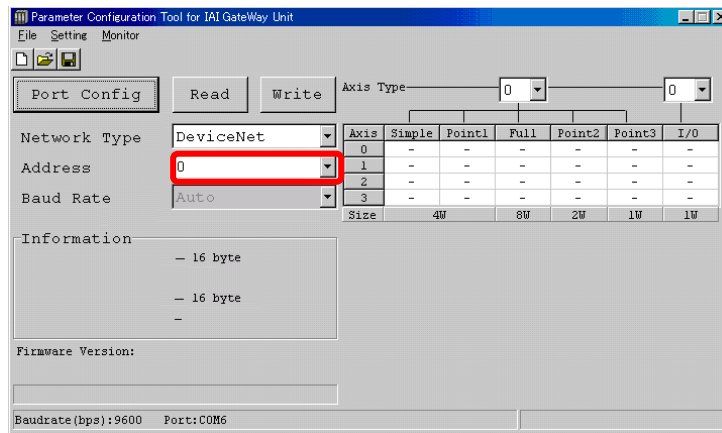 Parameter Configuration Tool for IAI GateWay Unit
File Setting Monitor
Port Config Read Write Axis Type 0 0
Network Type DeviceNet
Address 0
Baud Rate Auto
Axis Simple Point1 Full Point2 Point3 I/O
0 - - - - - -
1 - - - - - -
2 - - - - - -
3 - - - - - -
Size 4W 8W 2W 1W 1W
Information
— 16 byte
— 16 byte
—
Firmware Version:
Baudrate(bps):9600 Port:COM6